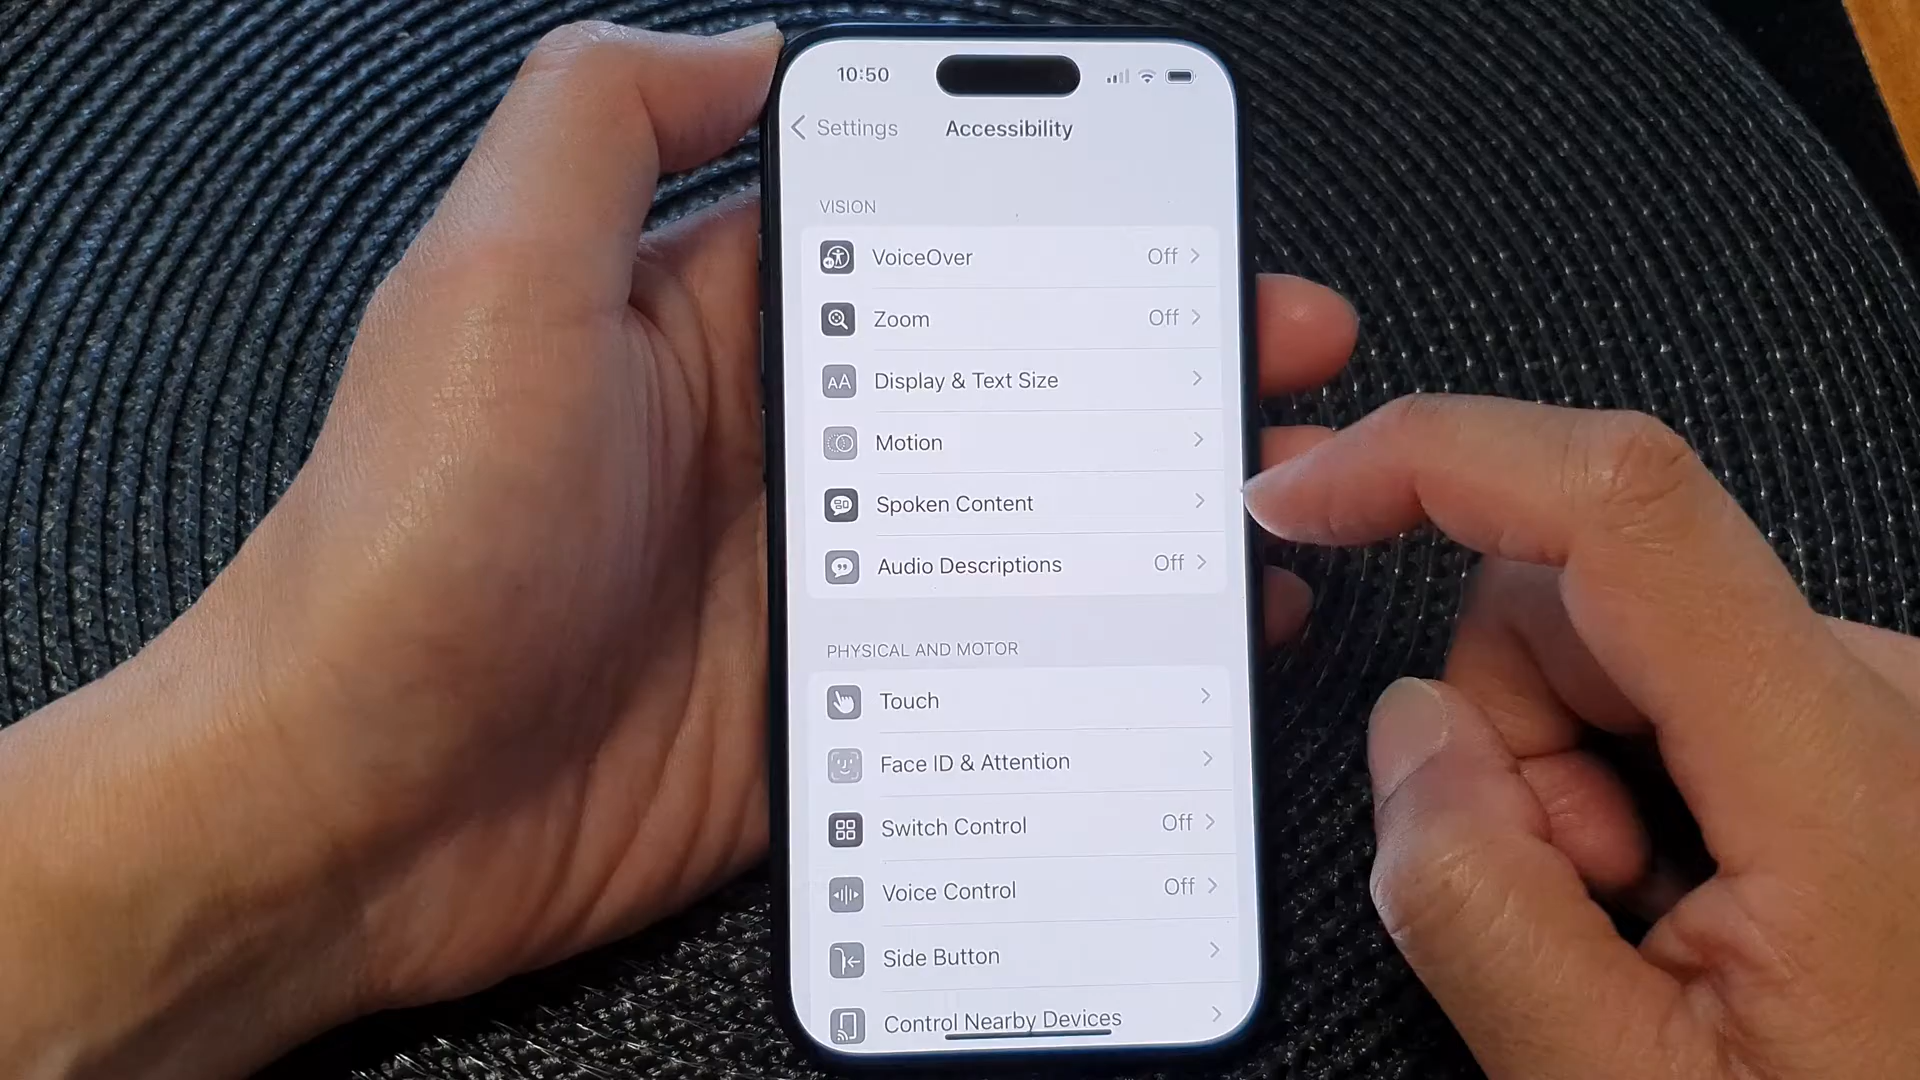 10:50
Settings
Accessibility
VISION
VoiceOver Off
Zoom Off
AA Display & Text Size
Motion
Spoken Content
Audio Descriptions Off
PHYSICAL AND MOTOR
Touch
Face ID & Attention
Switch Control Off
Voice Control Off
Side Button
Control Nearby Devices